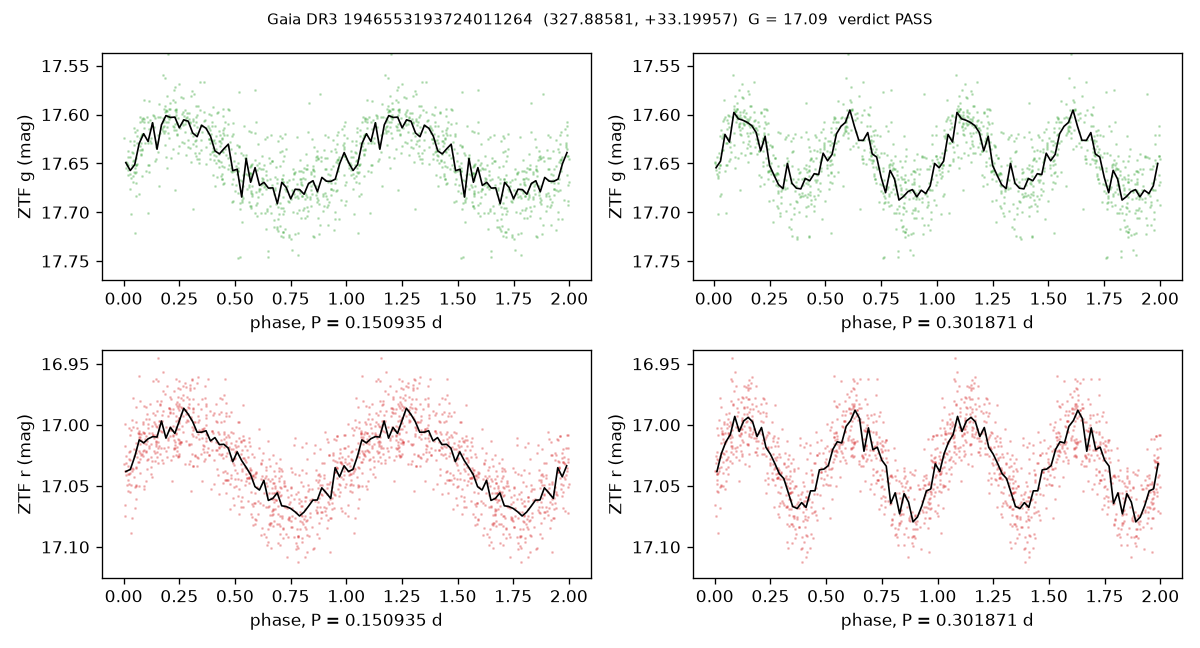 Gaia DR3 1946553193724011264  (327.88581, +33.19957)  G = 17.09  verdict PASS
ZTF g (mag)
17.55
17.60
17.65
17.70
17.75
0.00 0.25 0.50 0.75 1.00 1.25 1.50 1.75 2.00
phase, P = 0.150935 d
ZTF g (mag)
17.55
17.60
17.65
17.70
17.75
0.00 0.25 0.50 0.75 1.00 1.25 1.50 1.75 2.00
phase, P = 0.301871 d
ZTF r (mag)
16.95
17.00
17.05
17.10
0.00 0.25 0.50 0.75 1.00 1.25 1.50 1.75 2.00
phase, P = 0.150935 d
ZTF r (mag)
16.95
17.00
17.05
17.10
0.00 0.25 0.50 0.75 1.00 1.25 1.50 1.75 2.00
phase, P = 0.301871 d